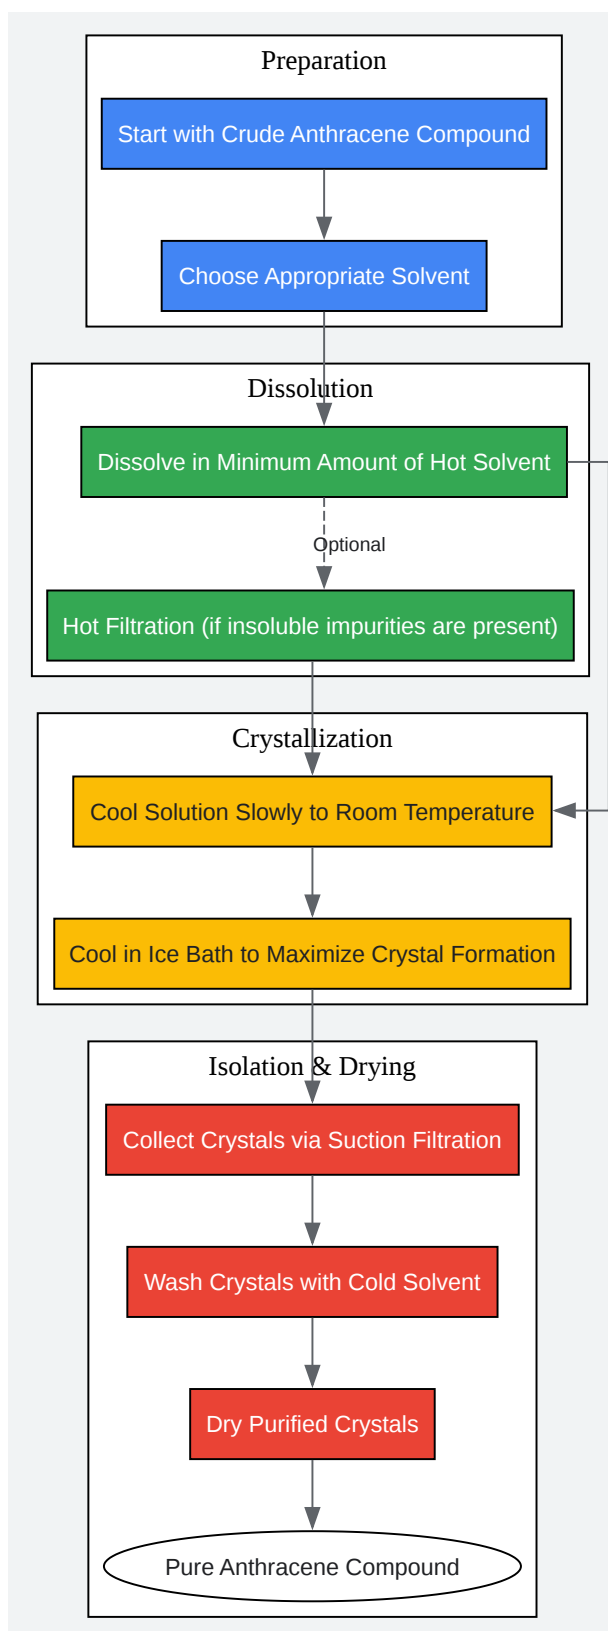 Preparation
Start with Crude Anthracene Compound
Choose Appropriate Solvent
Dissolution
Dissolve in Minimum Amount of Hot Solvent
Optional
Hot Filtration (if insoluble impurities are present)
Crystallization
Cool Solution Slowly to Room Temperature
Cool in Ice Bath to Maximize Crystal Formation
Isolation & Drying
Collect Crystals via Suction Filtration
Wash Crystals with Cold Solvent
Dry Purified Crystals
Pure Anthracene Compound